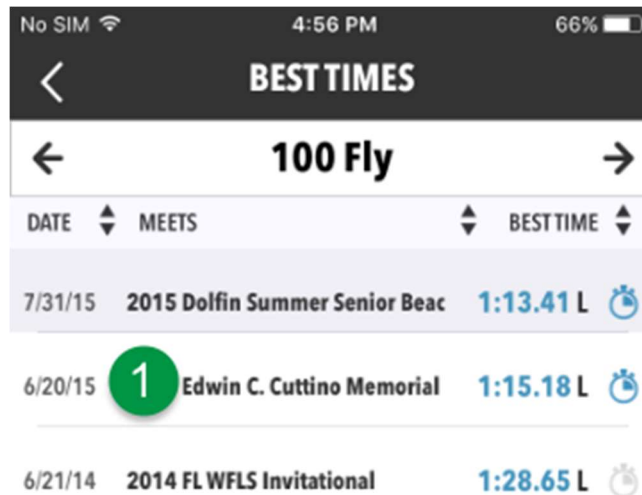 No SIM 4:56 PM 66%
BEST TIMES
100 Fly
DATE MEETS BEST TIME
7/31/15 2015 Dolfin Summer Senior Beac 1:13.41 L
6/20/15 1 Edwin C. Cuttino Memorial 1:15.18 L
6/21/14 2014 FL WFLS Invitational 1:28.65 L